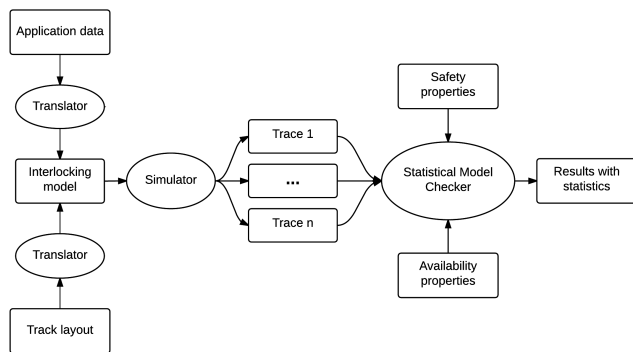 Application data
Translator
Interlocking
model
Translator
Track layout
Simulator
Trace 1
...
Trace n
Safety
properties
Statistical Model
Checker
Availability
properties
Results with
statistics